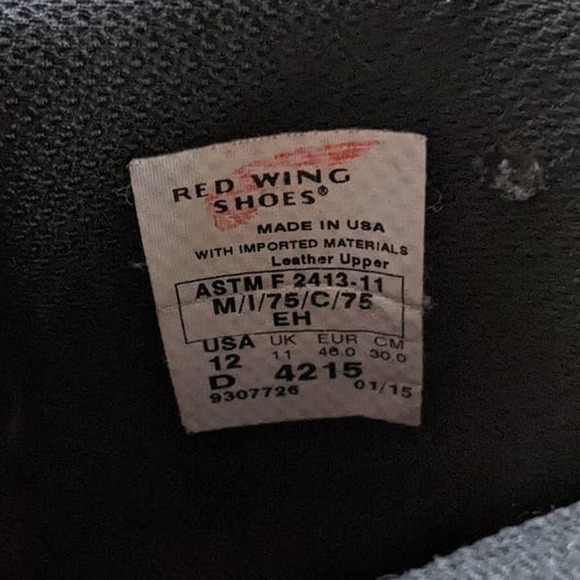 RED WING
SHOES®
MADE IN USA
WITH IMPORTED MATERIALS
Leather Upper
ASTM F 2413-11
M/I/75/C/75
EH
USA UK EUR CM
12 11 46.0 30.0
D 4215
9307726 01/15